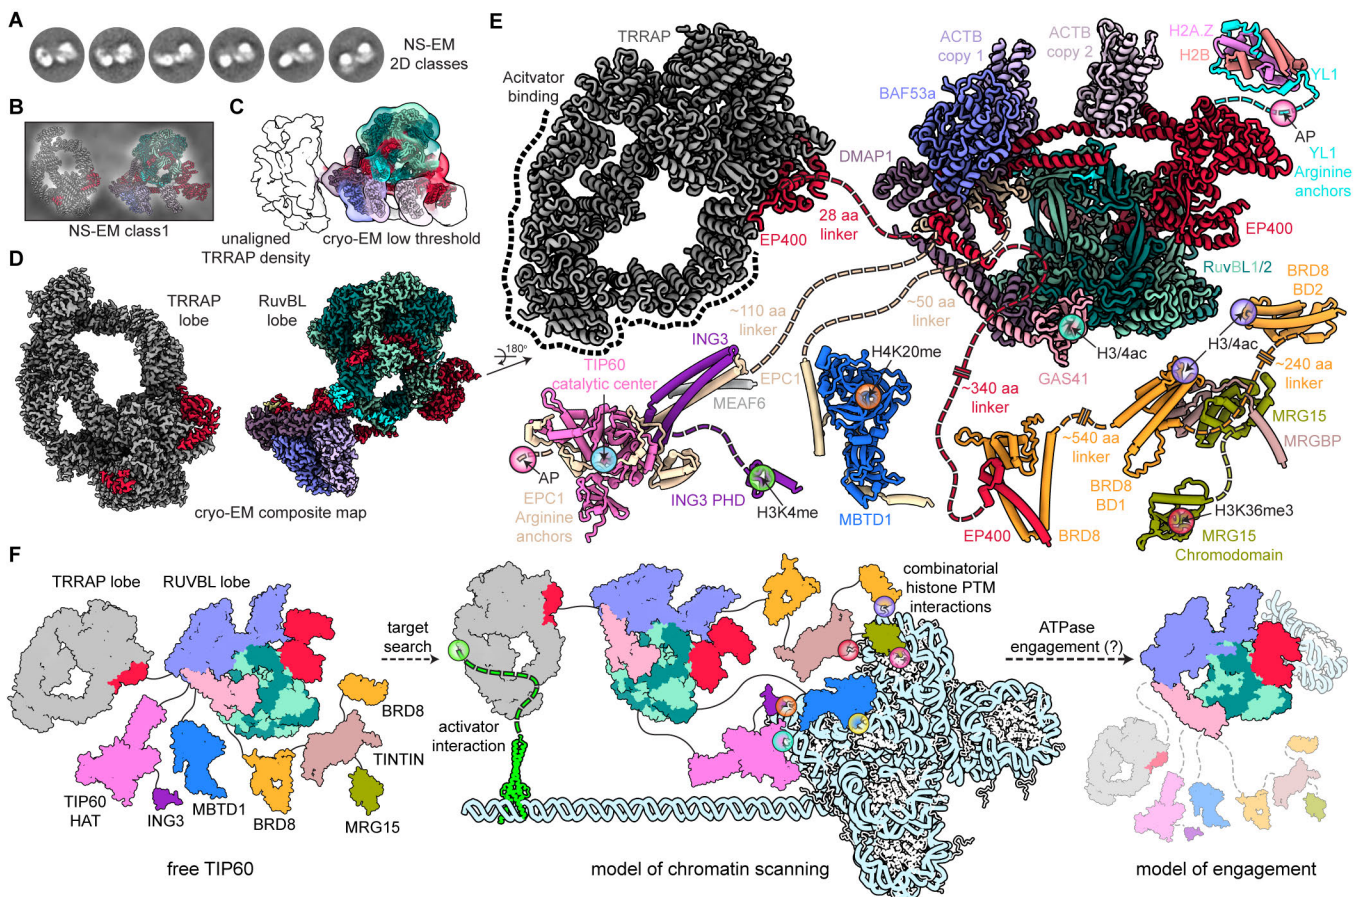 A
NS-EM
2D classes
B
NS-EM class1
C
unaligned
TRRAP density
cryo-EM low threshold
D
TRRAP
lobe
RuvBL
lobe
180°
cryo-EM composite map
E
TRRAP
Acitvator
binding
EP400
28 aa
linker
DMAP1
BAF53a
ACTB
copy 1
ACTB
copy 2
H2A.Z
H2B
YL1
AP
YL1
Arginine
anchors
EP400
RuvBL1/2
H3/4ac
GAS41
~110 aa
linker
~50 aa
linker
ING3
TIP60
catalytic center
EPC1
MEAF6
AP
EPC1
Arginine
anchors
ING3 PHD
H3K4me
H4K20me
MBTD1
~340 aa
linker
EP400
BRD8
~540 aa
linker
BRD8
BD2
H3/4ac
~240 aa
linker
MRG15
MRGBP
BRD8
BD1
H3K36me3
MRG15
Chromodomain
F
TRRAP lobe
RUVBL lobe
BRD8
TINTIN
TIP60
HAT
ING3
MBTD1
BRD8
MRG15
free TIP60
target
search
activator
interaction
combinatorial
histone PTM
interactions
model of chromatin scanning
ATPase
engagement (?)
model of engagement